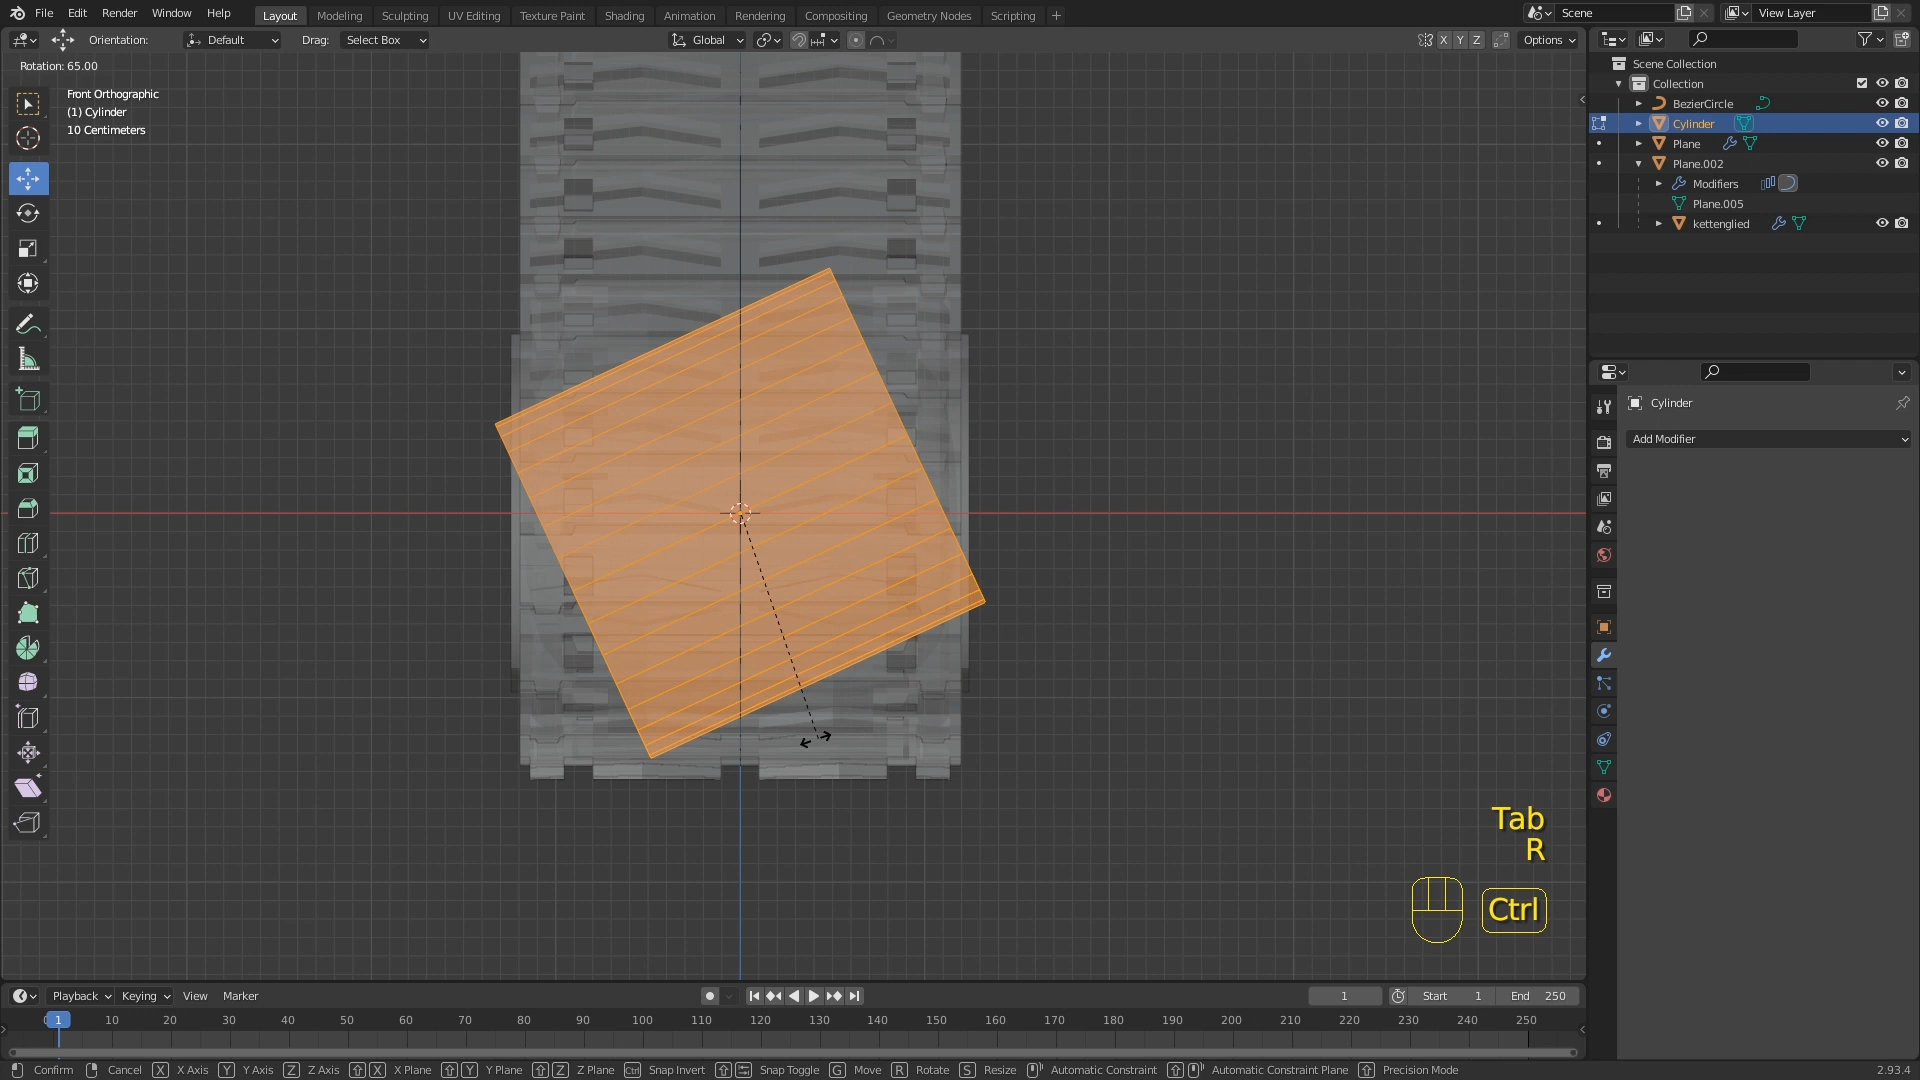 File Edit Render Window Help Layout Modeling Sculpting UV Editing Texture Paint Shading Animation Rendering Compositing Geometry Nodes Scripting + Scene View Layer
Orientation: Default Drag: Select Box Global X Y Z Options
Rotation: 65.00
Front Orthographic
(1) Cylinder
10 Centimeters
Scene Collection
Collection
BezierCircle
Cylinder
Plane
Plane.002
Modifiers
Plane.005
kettenglied
Cylinder
Add Modifier
Tab
R
Ctrl
Playback Keying View Marker 1 Start 1 End 250
1 10 20 30 40 50 60 70 80 90 100 110 120 130 140 150 160 170 180 190 200 210 220 230 240 250
Confirm Cancel X X Axis Y Y Axis Z Z Axis X X Plane Y Y Plane Z Z Plane Ctrl Snap Invert Snap Toggle G Move R Rotate S Resize Automatic Constraint Automatic Constraint Plane Precision Mode 2.93.4